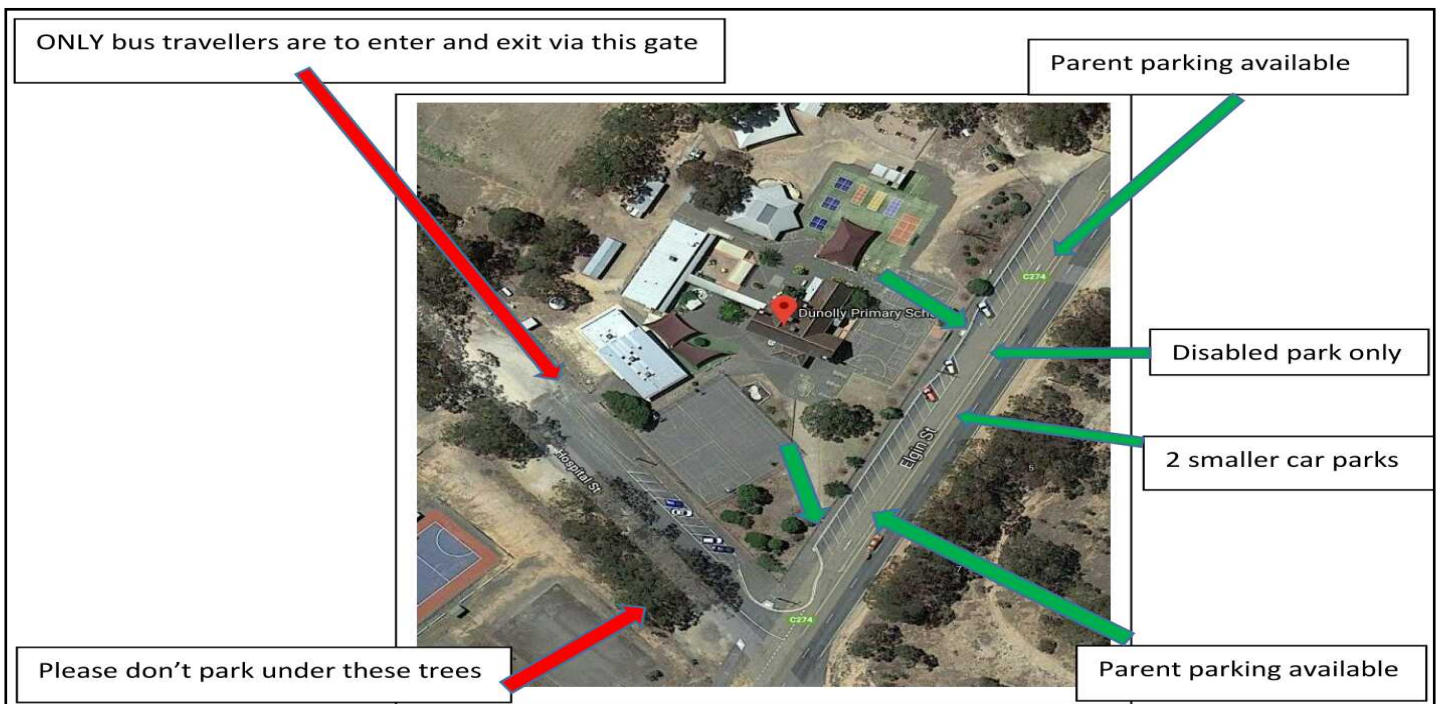 ONLY bus travellers are to enter and exit via this gate
Parent parking available
C274
Dunolly Primary Scho
Disabled park only
Elgin St
2 smaller car parks
Hospital St
5
7
C274
Please don’t park under these trees
Parent parking available